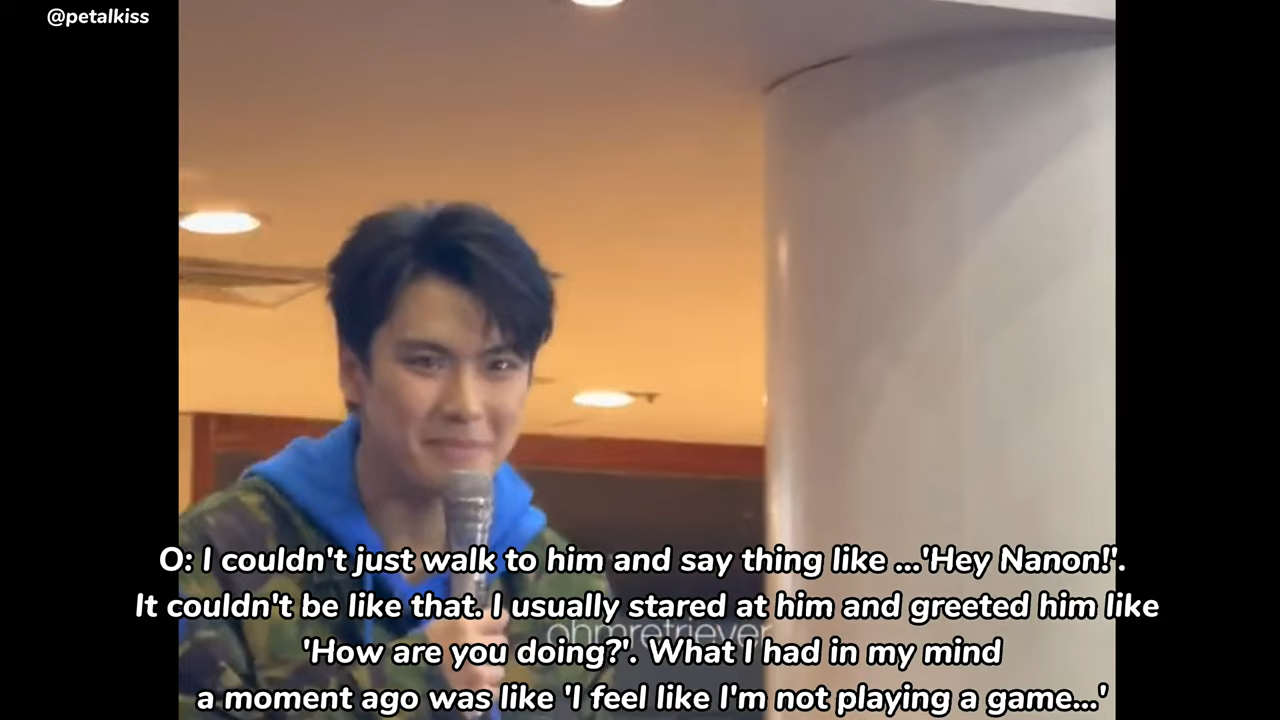 @petalkiss
O: I couldn't just walk to him and say thing like ...'Hey Nanon!'.
It couldn't be like that. I usually stared at him and greeted him like
ohmretriever
'How are you doing?'. What I had in my mind
a moment ago was like 'I feel like I'm not playing a game...'